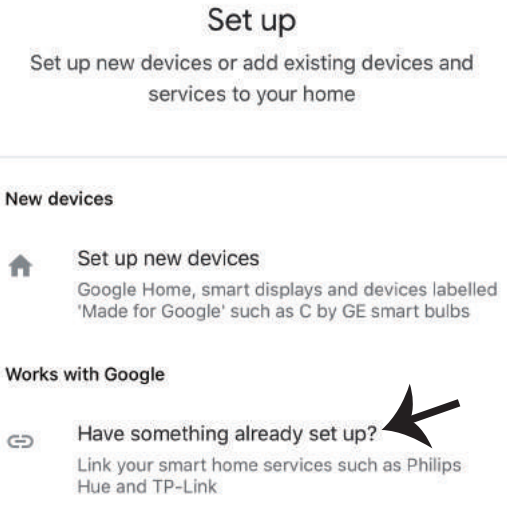 Set up
Set up new devices or add existing devices and
services to your home
New devices
Set up new devices
Google Home, smart displays and devices labelled
'Made for Google' such as C by GE smart bulbs
Works with Google
Have something already set up?
Link your smart home services such as Philips
Hue and TP-Link